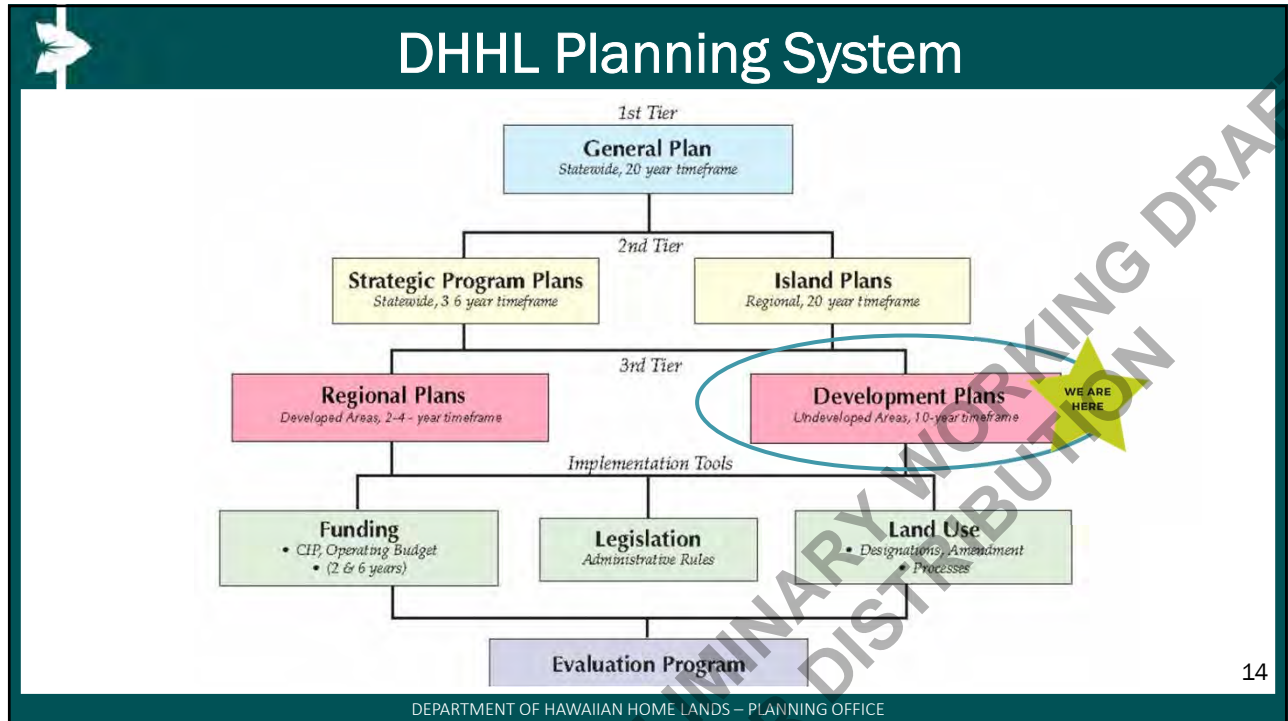 DHHL Planning System
1st Tier
General Plan
Statewide, 20 year timeframe
2nd Tier
Strategic Program Plans
Statewide, 3 6 year timeframe
Island Plans
Regional, 20 year timeframe
3rd Tier
Regional Plans
Developed Areas, 2-4 - year timeframe
Development Plans
Undeveloped Areas, 10-year timeframe
WE ARE
HERE
Implementation Tools
Funding
• CIP, Operating Budget
• (2 & 6 years)
Legislation
Administrative Rules
Land Use
• Designations, Amendment
• Processes
Evaluation Program
14
DEPARTMENT OF HAWAIIAN HOME LANDS – PLANNING OFFICE
WORKING DRAFT
DISTRIBUTION